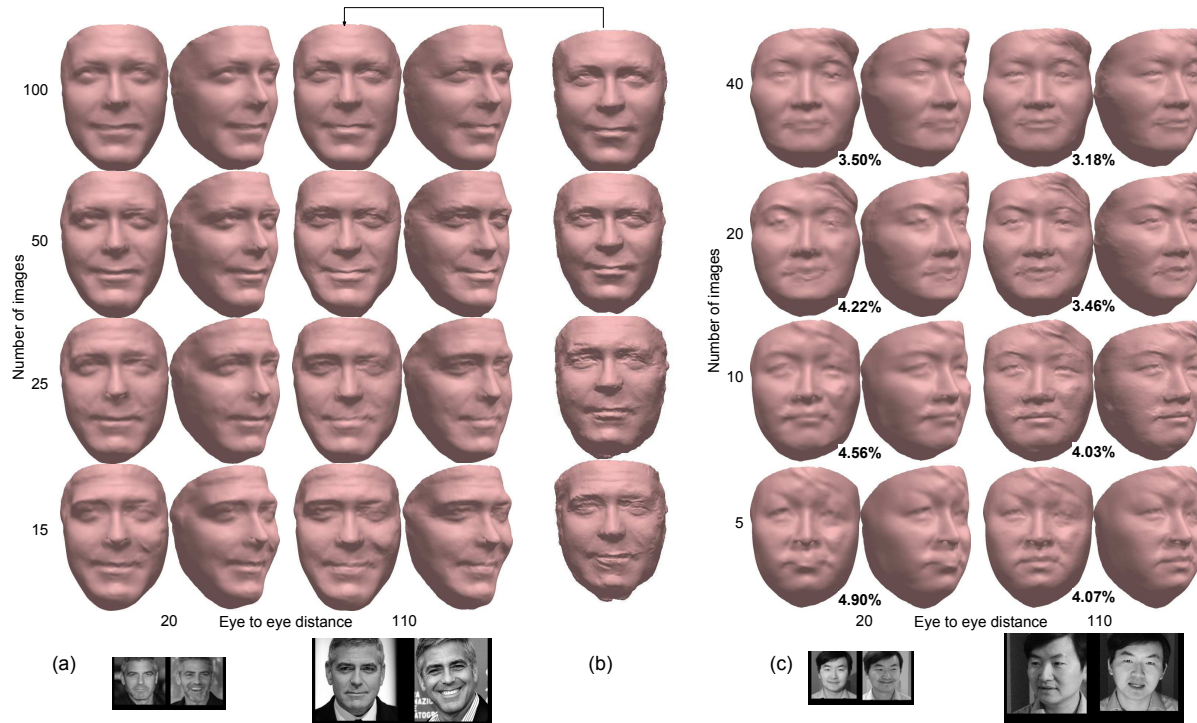 100
50
25
15
Number of images
20 Eye to eye distance 110
(a)
(b)
40
3.50% 3.18%
20
4.22% 3.46%
10
4.56% 4.03%
5
4.90% 4.07%
Number of images
20 Eye to eye distance 110
(c)